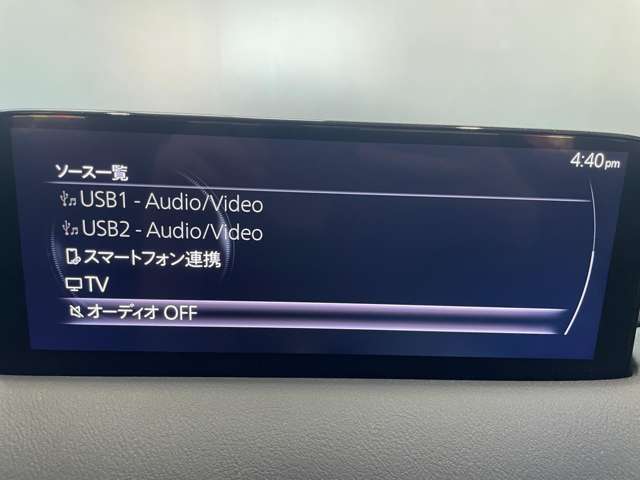 ソース一覧
4:40pm
USB1 - Audio/Video
USB2 - Audio/Video
スマートフォン連携
TV
オーディオ OFF